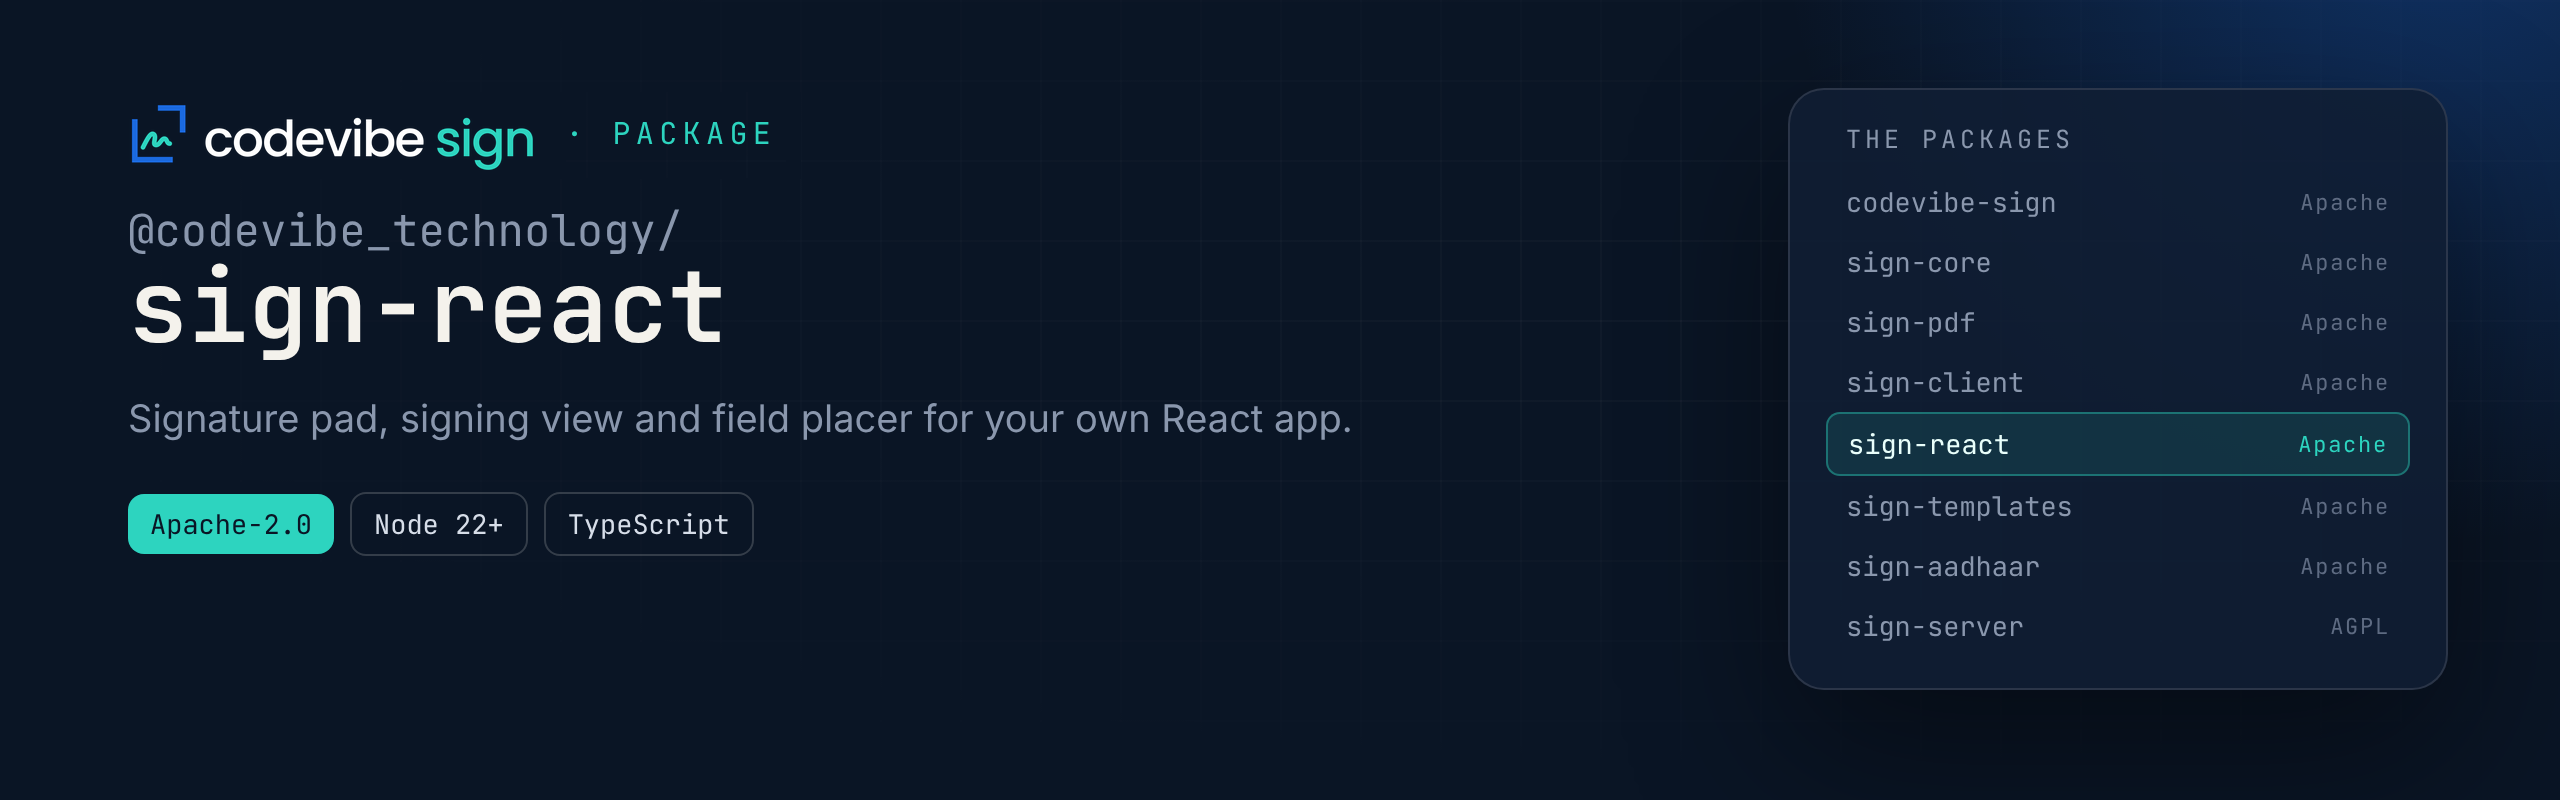 codevibe sign · PACKAGE
@codevibe_technology/
sign-react
Signature pad, signing view and field placer for your own React app.
Apache-2.0 Node 22+ TypeScript
THE PACKAGES
codevibe-sign Apache
sign-core Apache
sign-pdf Apache
sign-client Apache
sign-react Apache
sign-templates Apache
sign-aadhaar Apache
sign-server AGPL